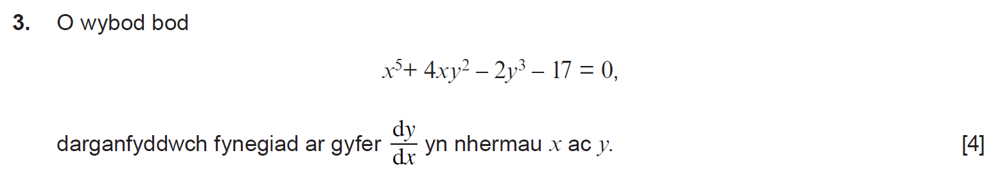 3. O wybod bod
x⁵+ 4xy² – 2y³ – 17 = 0,
darganfyddwch fynegiad ar gyfer dy/dx yn nhermau x ac y. [4]